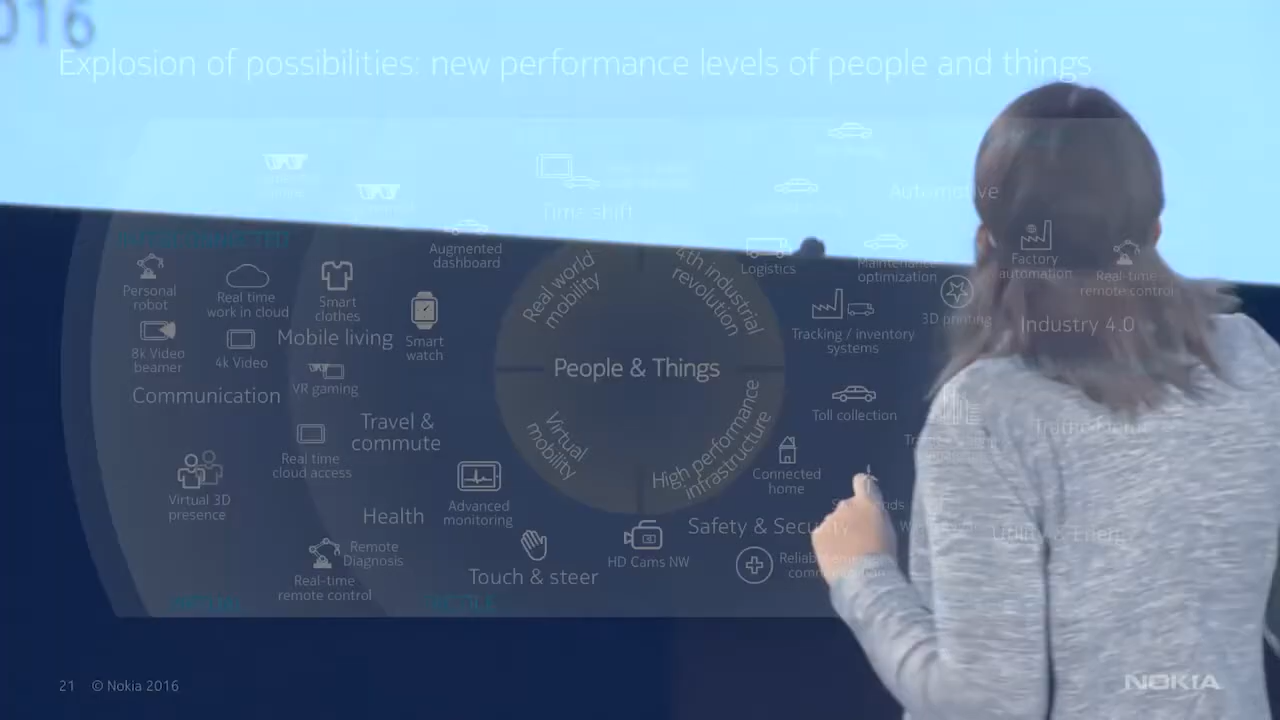 016
Explosion of possibilities: new performance levels of people and things
Time shift
Automotive
Augmented
dashboard
Real world
mobility
4th industrial
revolution
Logistics
Maintenance
optimization
Factory
automation
Real-time
remote control
Personal
robot
Real time
work in cloud
Smart
clothes
Smart
watch
3D printing
Industry 4.0
Mobile living
8k Video
beamer
4k Video
Tracking / inventory
systems
People & Things
VR gaming
Communication
Toll collection
Travel &
commute
Virtual
mobility
High performance
infrastructure
Real time
cloud access
Connected
home
Virtual 3D
presence
Advanced
monitoring
Health
Safety & Security
Utility & Energy
Remote
Diagnosis
HD Cams NW
Touch & steer
Real-time
remote control
21 © Nokia 2016
NOKIA